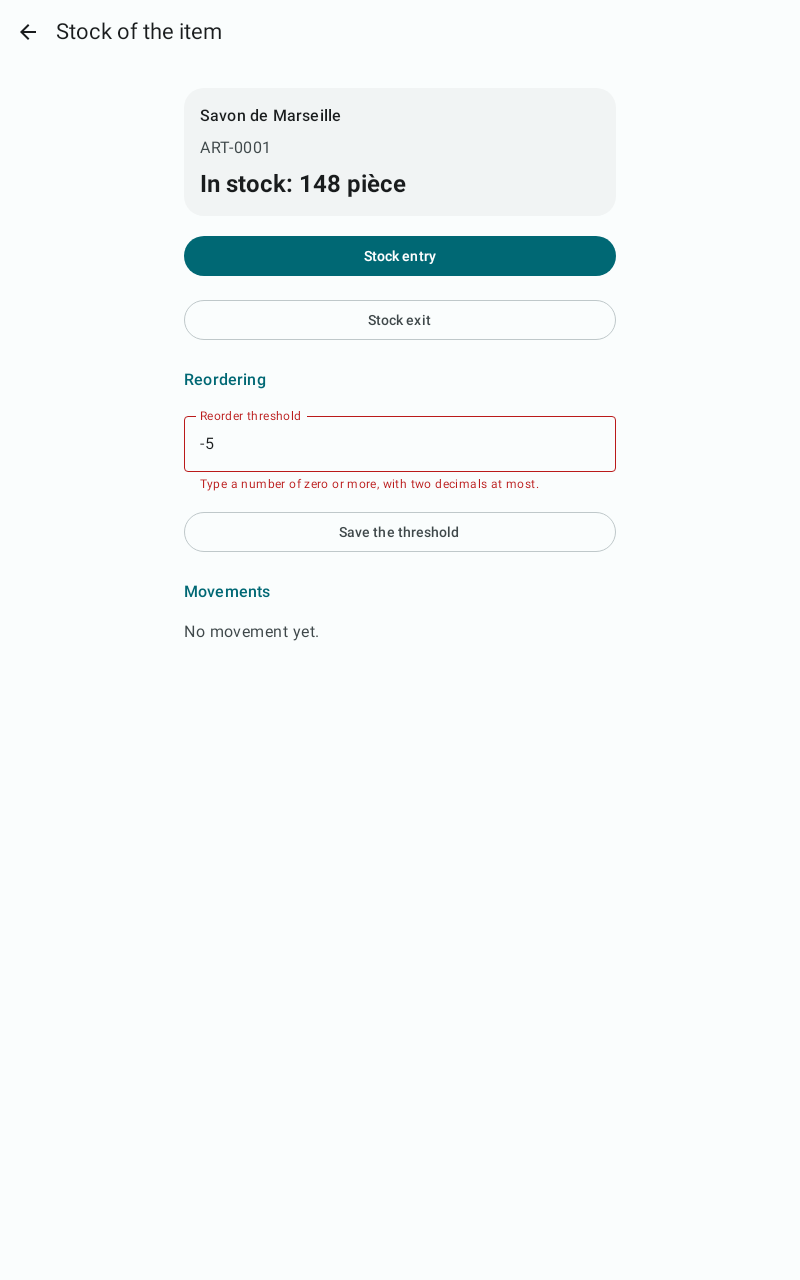 Stock of the item
Savon de Marseille
ART-0001
In stock: 148 pièce
Stock entry
Stock exit
Reordering
Reorder threshold
-5
Type a number of zero or more, with two decimals at most.
Save the threshold
Movements
No movement yet.